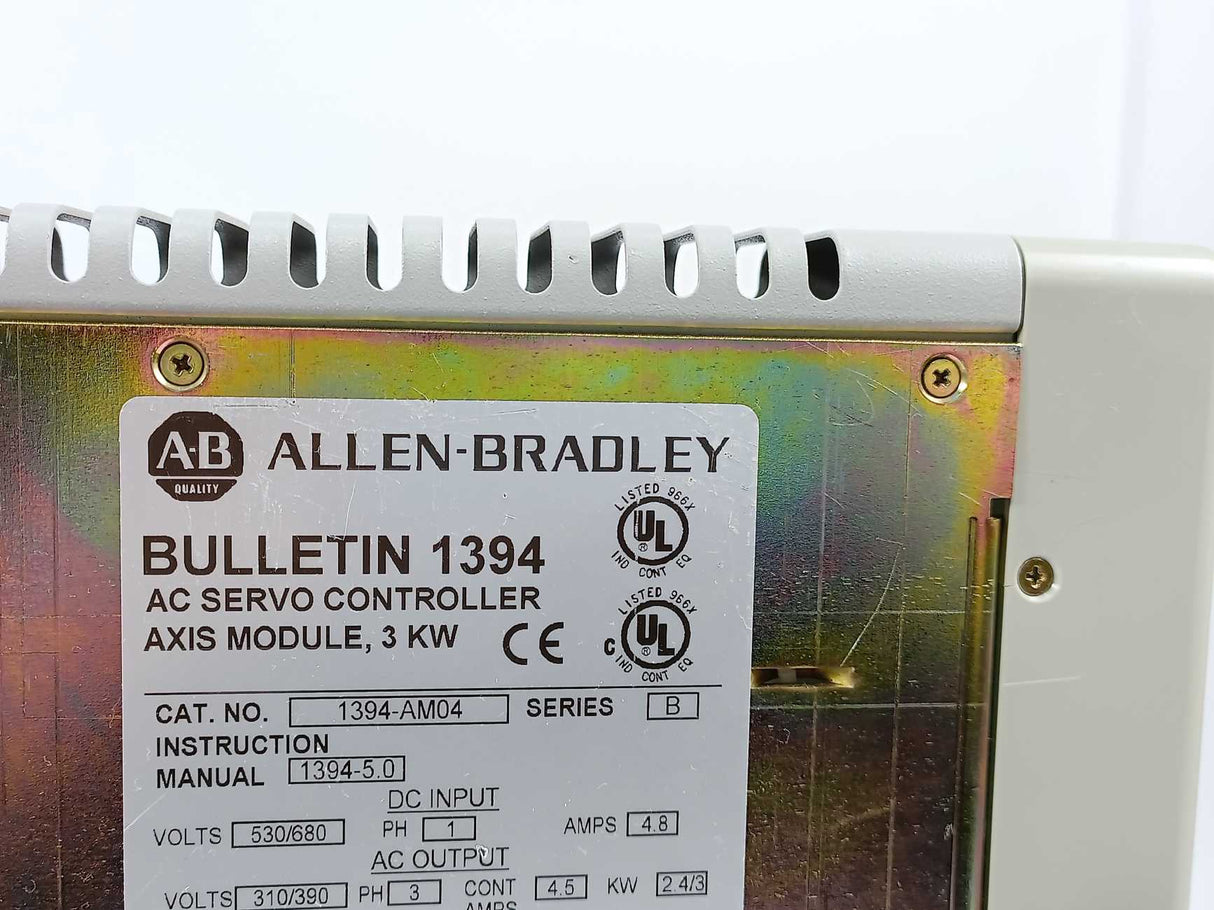 A-B ALLEN-BRADLEY
QUALITY
BULLETIN 1394
AC SERVO CONTROLLER
AXIS MODULE, 3 KW CE
LISTED 966X
UL ®
IND CONT EQ
LISTED 966X
C UL ®
IND CONT EQ
CAT. NO. 1394-AM04 SERIES B
INSTRUCTION
MANUAL 1394-5.0
DC INPUT
VOLTS 530/680 PH 1 AMPS 4.8
AC OUTPUT
VOLTS 310/390 PH 3 CONT 4.5 KW 2.4/3
AMPS